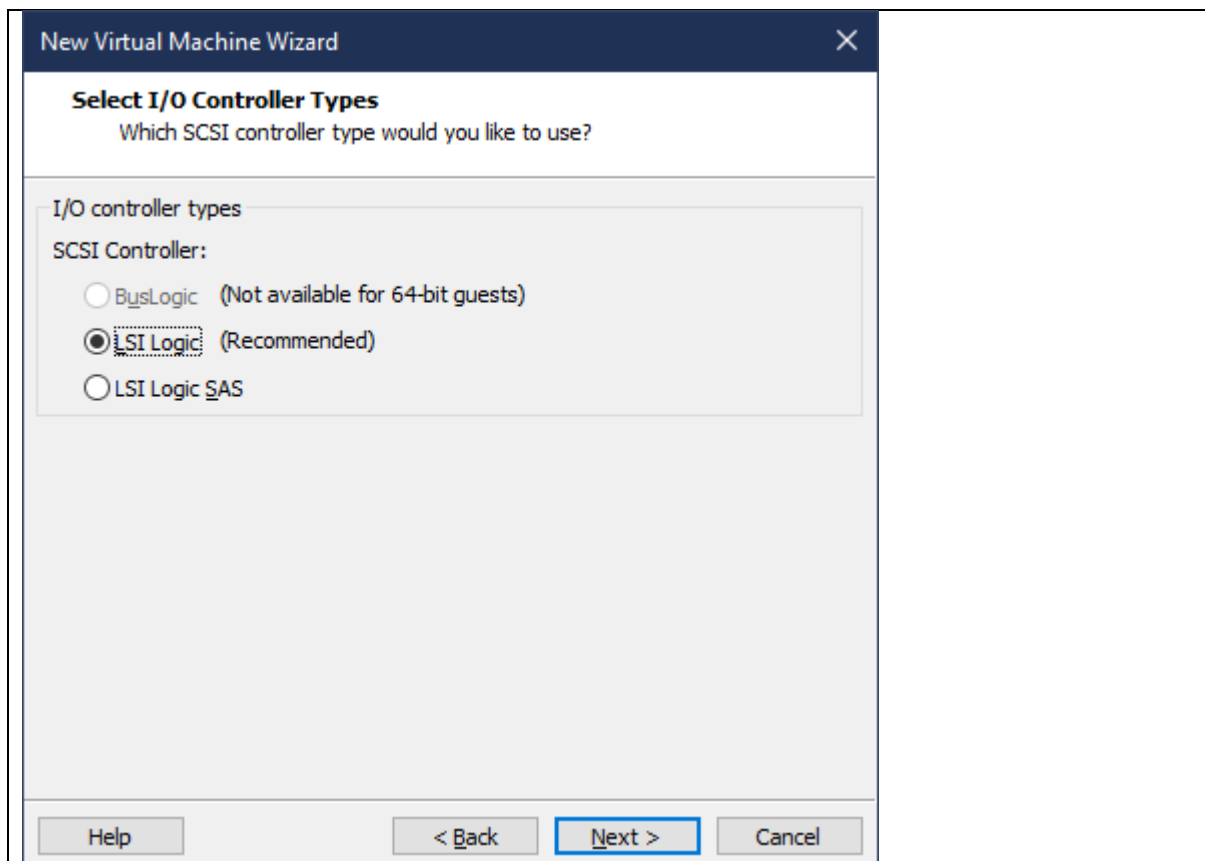 New Virtual Machine Wizard
Select I/O Controller Types
Which SCSI controller type would you like to use?
I/O controller types
SCSI Controller:
BusLogic (Not available for 64-bit guests)
LSI Logic (Recommended)
LSI Logic SAS
Help < Back Next > Cancel